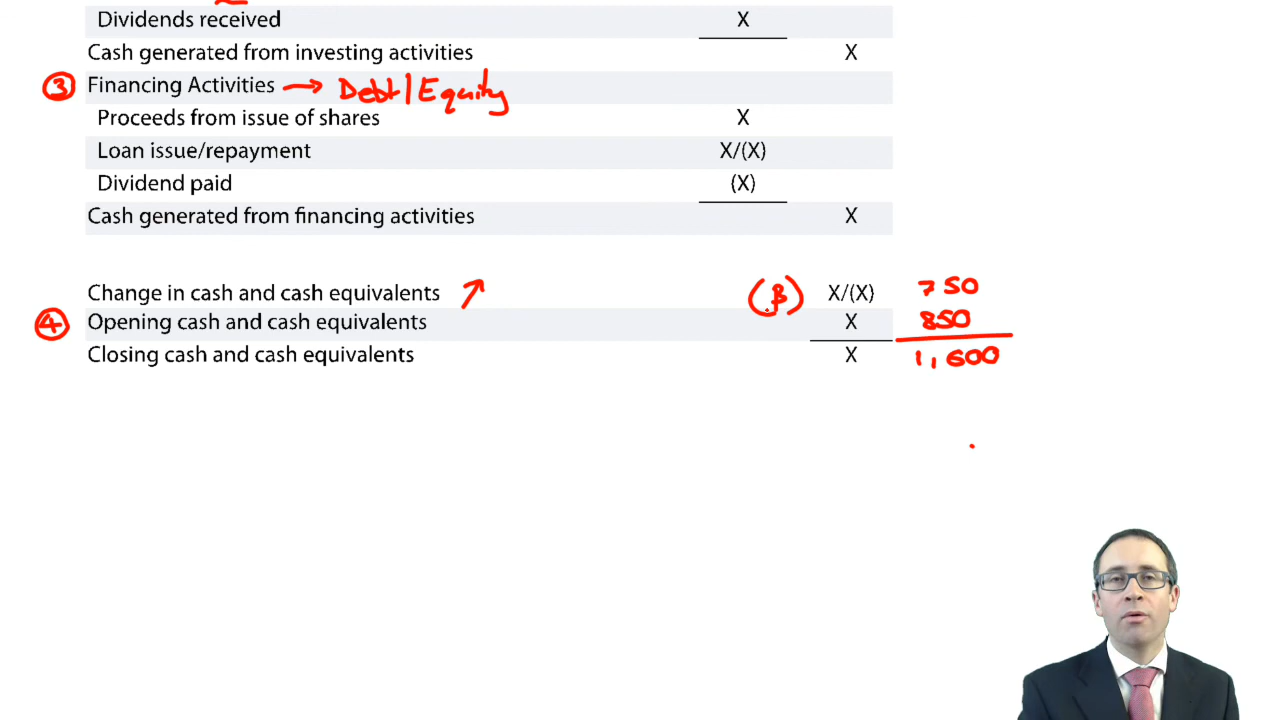 Dividends received X
Cash generated from investing activities X
③ Financing Activities → Debt/Equity
Proceeds from issue of shares X
Loan issue/repayment X/(X)
Dividend paid (X)
Cash generated from financing activities X
Change in cash and cash equivalents ↗ (β) X/(X) 750
④ Opening cash and cash equivalents X 850
Closing cash and cash equivalents X 1,600